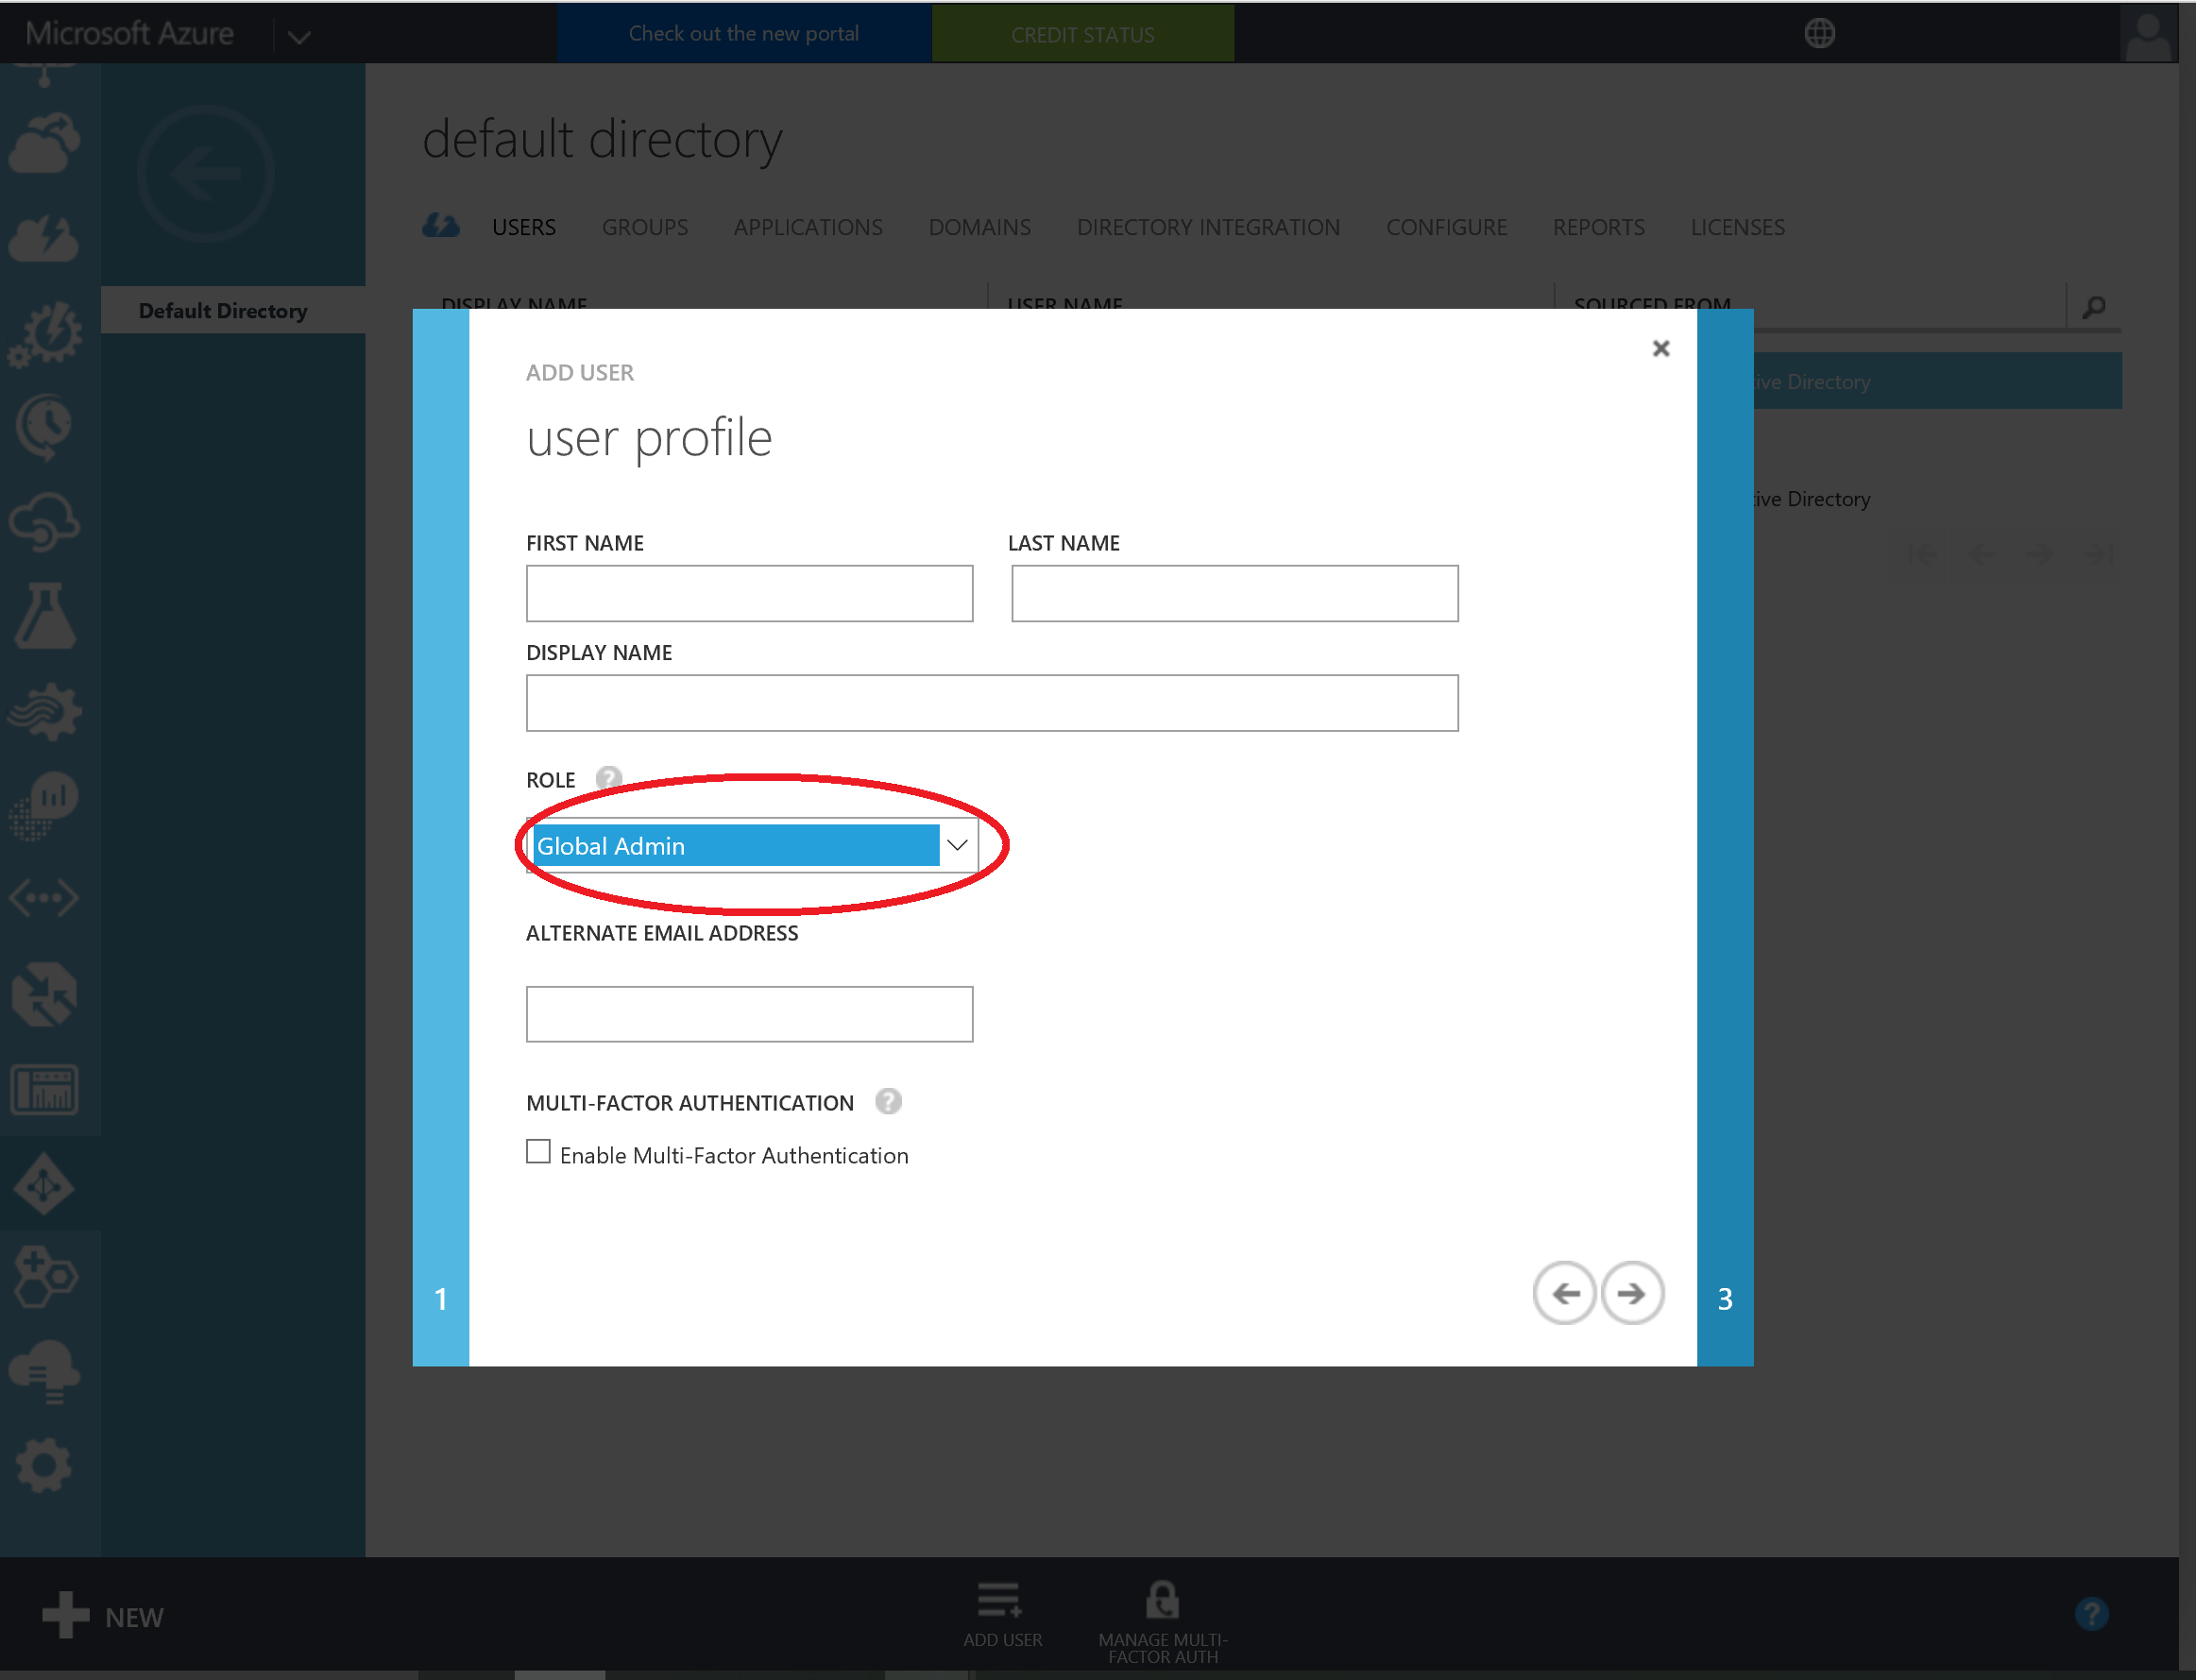 Microsoft Azure
Check out the new portal
CREDIT STATUS
default directory
USERS GROUPS APPLICATIONS DOMAINS DIRECTORY INTEGRATION CONFIGURE REPORTS LICENSES
Default Directory
DISPLAY NAME USER NAME SOURCED FROM
ADD USER
ive Directory
user profile
tive Directory
FIRST NAME LAST NAME
DISPLAY NAME
ROLE ?
Global Admin
ALTERNATE EMAIL ADDRESS
MULTI-FACTOR AUTHENTICATION ?
Enable Multi-Factor Authentication
1
3
NEW
ADD USER
MANAGE MULTI-
FACTOR AUTH
?